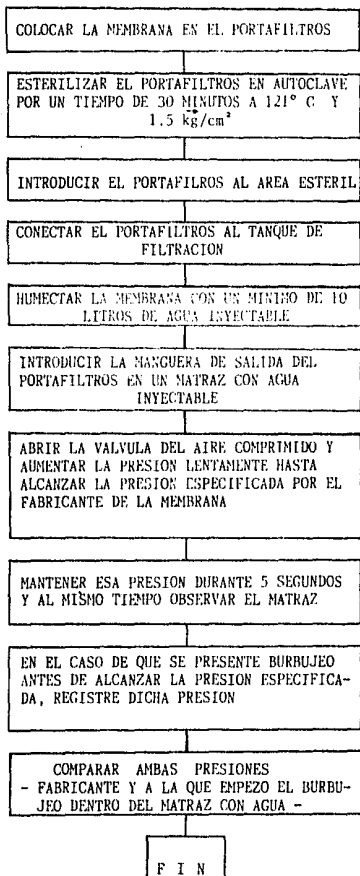 COLOCAR LA MEMBRANA EN EL PORTAFILTROS
ESTERILIZAR EL PORTAFILTROS EN AUTOCLAVE
POR UN TIEMPO DE 30 MINUTOS A 121° C Y
1.5 kg/cm²
INTRODUCIR EL PORTAFILROS AL AREA ESTERIL
CONECTAR EL PORTAFILTROS AL TANQUE DE
FILTRACION
HUMECTAR LA MEMBRANA CON UN MINIMO DE 10
LITROS DE AGUA INYECTABLE
INTRODUCIR LA MANGUERA DE SALIDA DEL
PORTAFILTROS EN UN MATRAZ CON AGUA
INYECTABLE
ABRIR LA VALVULA DEL AIRE COMPRIMIDO Y
AUMENTAR LA PRESION LENTAMENTE HASTA
ALCANZAR LA PRESION ESPECIFICADA POR EL
FABRICANTE DE LA MEMBRANA
MANTENER ESA PRESION DURANTE 5 SEGUNDOS
Y AL MISMO TIEMPO OBSERVAR EL MATRAZ
EN EL CASO DE QUE SE PRESENTE BURBUJEO
ANTES DE ALCANZAR LA PRESION ESPECIFICA-
DA, REGISTRE DICHA PRESION
COMPARAR AMBAS PRESIONES
- FABRICANTE Y A LA QUE EMPEZO EL BURBU-
JEO DENTRO DEL MATRAZ CON AGUA -
F I N